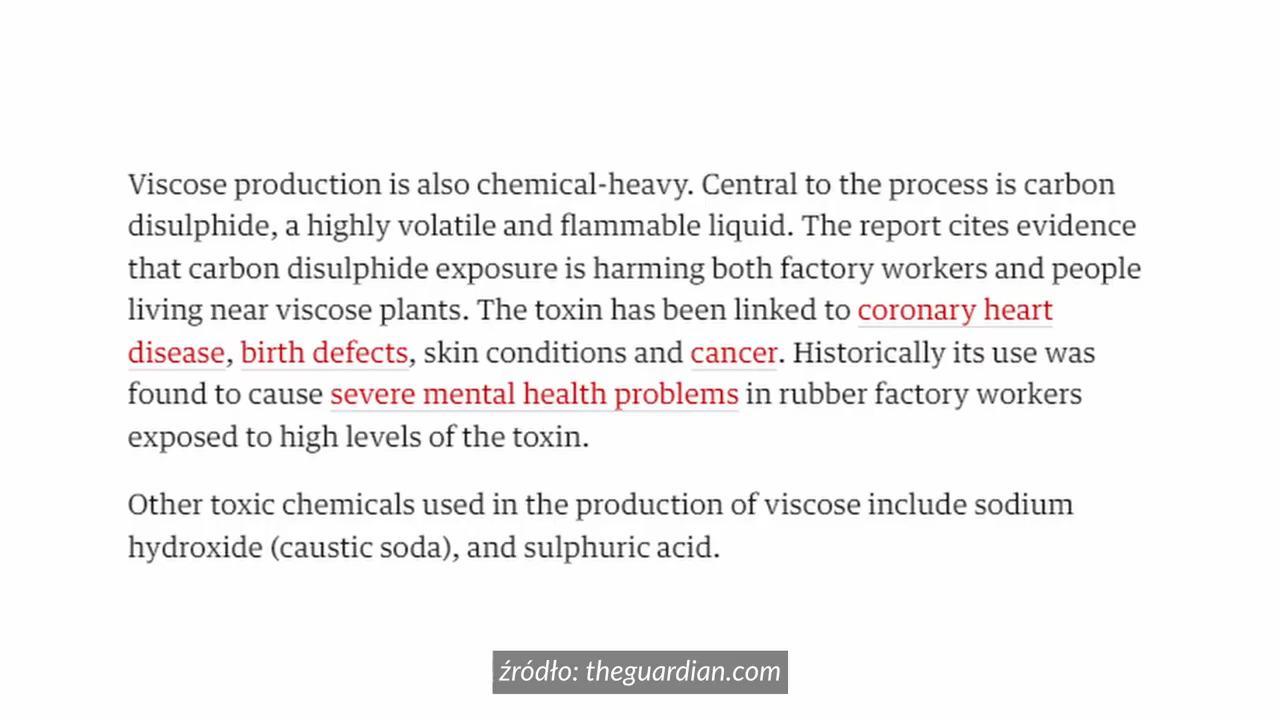 Viscose production is also chemical-heavy. Central to the process is carbon
disulphide, a highly volatile and flammable liquid. The report cites evidence
that carbon disulphide exposure is harming both factory workers and people
living near viscose plants. The toxin has been linked to coronary heart
disease, birth defects, skin conditions and cancer. Historically its use was
found to cause severe mental health problems in rubber factory workers
exposed to high levels of the toxin.
Other toxic chemicals used in the production of viscose include sodium
hydroxide (caustic soda), and sulphuric acid.
źródło: theguardian.com